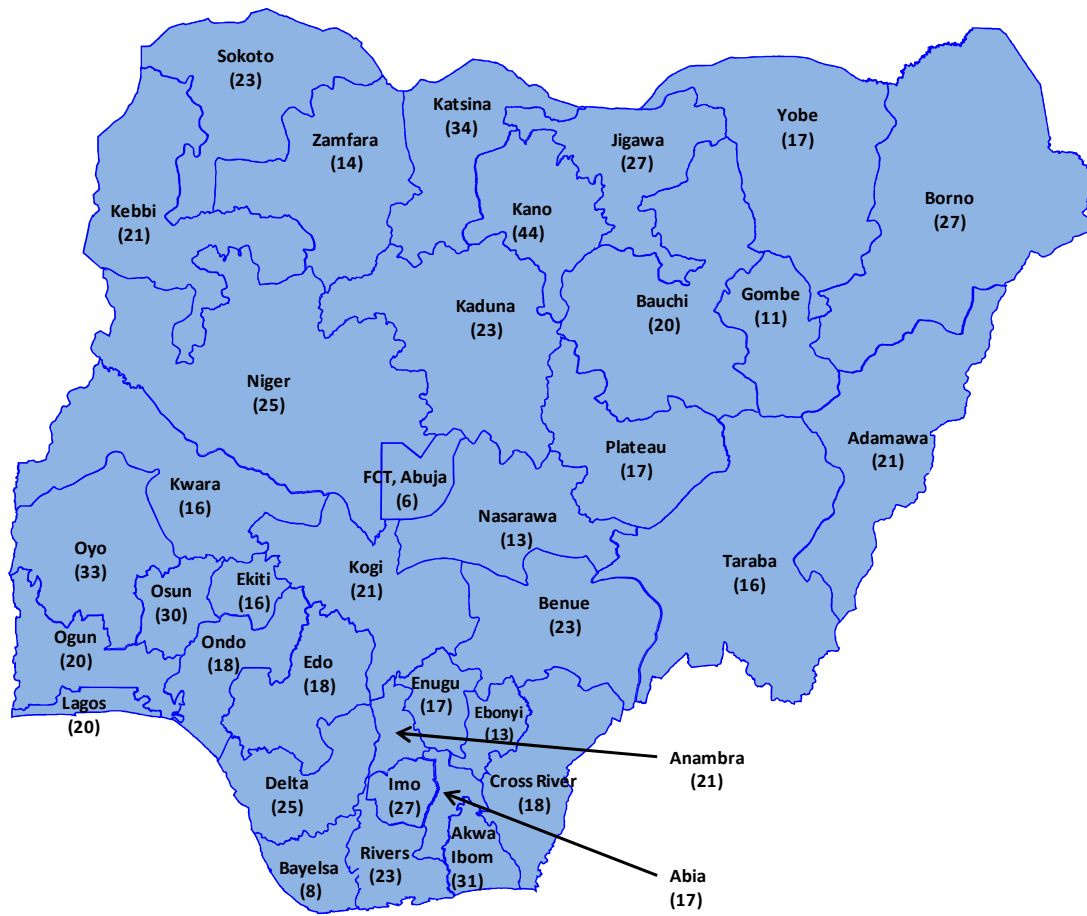 Sokoto
(23)
Katsina
(34)
Yobe
(17)
Zamfara
(14)
Jigawa
(27)
Borno
(27)
Kebbi
(21)
Kano
(44)
Kaduna
(23)
Bauchi
(20)
Gombe
(11)
Niger
(25)
Adamawa
(21)
Plateau
(17)
FCT, Abuja
(6)
Kwara
(16)
Nasarawa
(13)
Oyo
(33)
Kogi
(21)
Taraba
(16)
Osun
(30)
Ekiti
(16)
Benue
(23)
Ogun
(20)
Ondo
(18)
Edo
(18)
Lagos
(20)
Enugu
(17)
Ebonyi
(13)
Anambra
(21)
Delta
(25)
Imo
(27)
Cross River
(18)
Akwa
Ibom
(31)
Rivers
(23)
Bayelsa
(8)
Abia
(17)